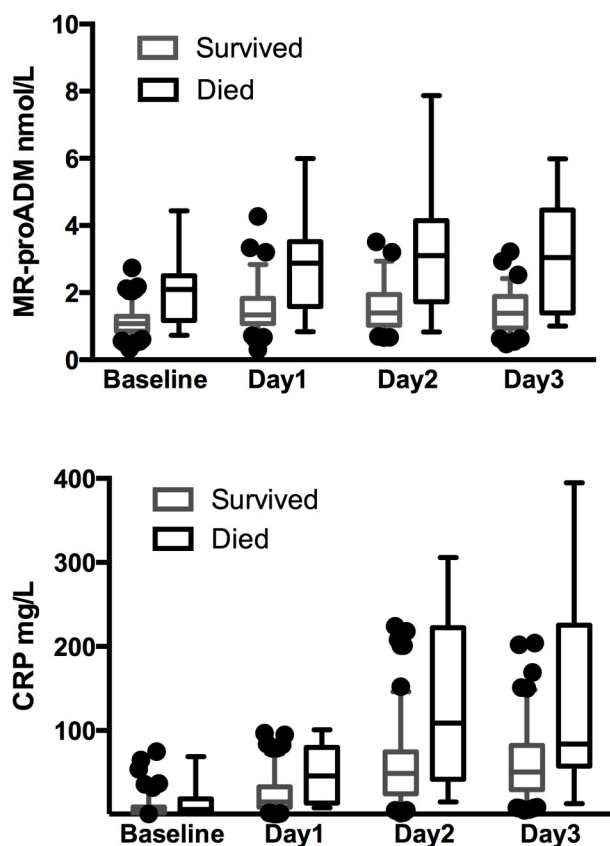 10
Survived
Died
8
6
4
2
0
MR-proADM nmol/L
Baseline Day1 Day2 Day3
400
Survived
Died
300
200
100
CRP mg/L
Baseline Day1 Day2 Day3